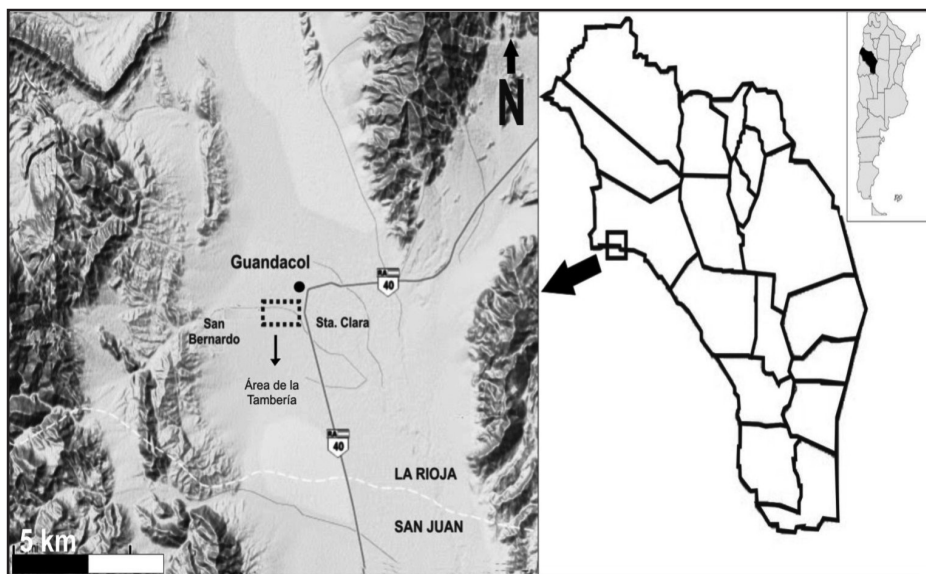 N
Guandacol
R.N.
40
San
Bernardo
Sta. Clara
Área de la
Tambería
R.N.
40
LA RIOJA
SAN JUAN
5 km